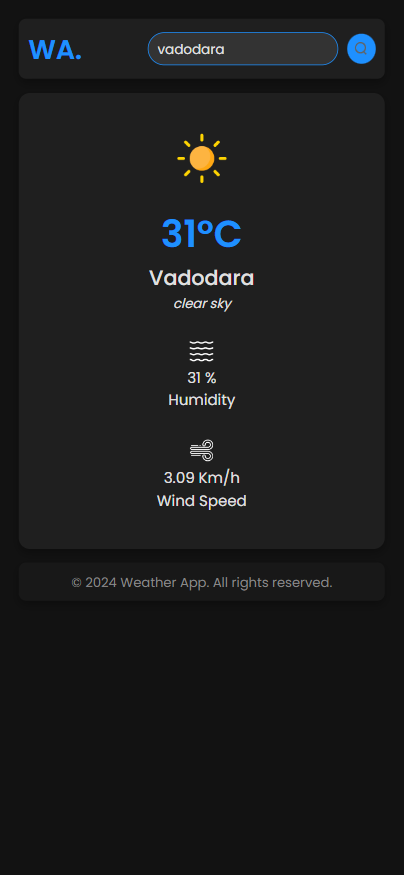 WA.
vadodara
31°C
Vadodara
clear sky
31 %
Humidity
3.09 Km/h
Wind Speed
© 2024 Weather App. All rights reserved.